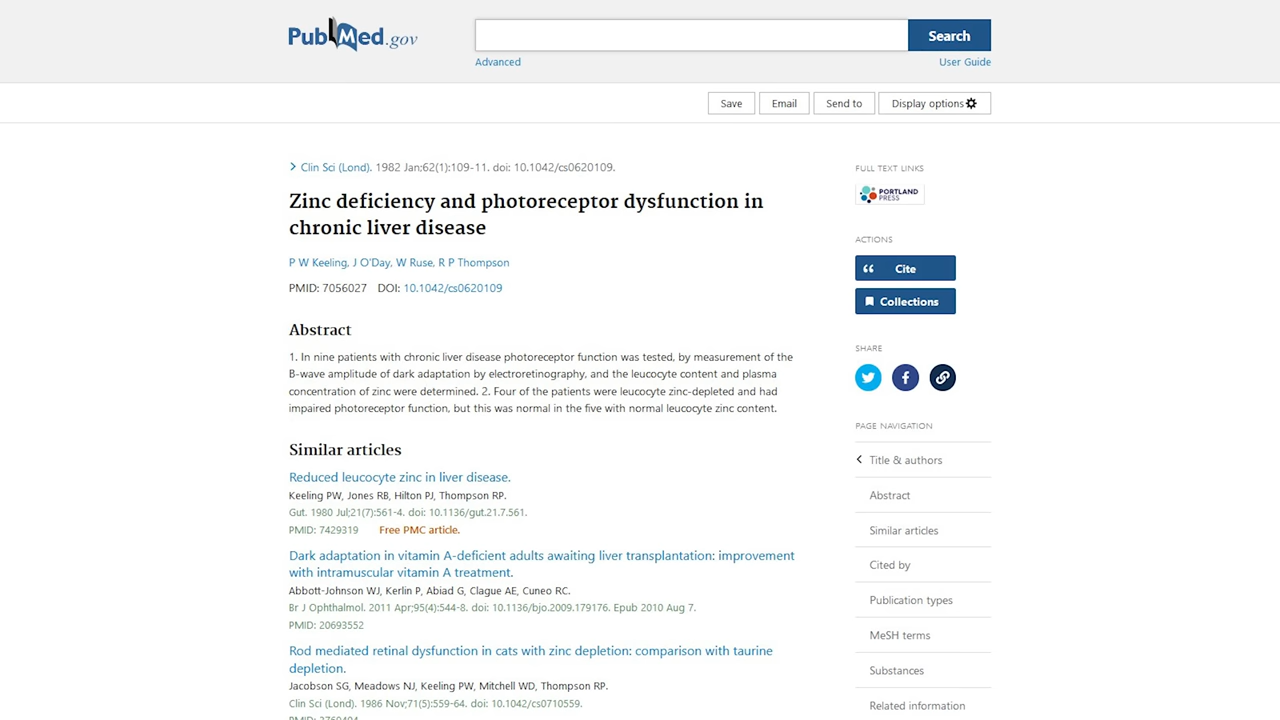 PubMed.gov
Search
Advanced
User Guide
Save
Email
Send to
Display options
Clin Sci (Lond). 1982 Jan;62(1):109-11. doi: 10.1042/cs0620109.
Zinc deficiency and photoreceptor dysfunction in
chronic liver disease
P W Keeling, J O'Day, W Ruse, R P Thompson
PMID: 7056027 DOI: 10.1042/cs0620109
Abstract
1. In nine patients with chronic liver disease photoreceptor function was tested, by measurement of the
B-wave amplitude of dark adaptation by electroretinography, and the leucocyte content and plasma
concentration of zinc were determined. 2. Four of the patients were leucocyte zinc-depleted and had
impaired photoreceptor function, but this was normal in the five with normal leucocyte zinc content.
Similar articles
Reduced leucocyte zinc in liver disease.
Keeling PW, Jones RB, Hilton PJ, Thompson RP.
Gut. 1980 Jul;21(7):561-4. doi: 10.1136/gut.21.7.561.
PMID: 7429319 Free PMC article.
Dark adaptation in vitamin A-deficient adults awaiting liver transplantation: improvement
with intramuscular vitamin A treatment.
Abbott-Johnson WJ, Kerlin P, Abiad G, Clague AE, Cuneo RC.
Br J Ophthalmol. 2011 Apr;95(4):544-8. doi: 10.1136/bjo.2009.179176. Epub 2010 Aug 7.
PMID: 20693552
Rod mediated retinal dysfunction in cats with zinc depletion: comparison with taurine
depletion.
Jacobson SG, Meadows NJ, Keeling PW, Mitchell WD, Thompson RP.
Clin Sci (Lond). 1986 Nov;71(5):559-64. doi: 10.1042/cs0710559.
FULL TEXT LINKS
PORTLAND
PRESS
ACTIONS
Cite
Collections
SHARE
PAGE NAVIGATION
Title & authors
Abstract
Similar articles
Cited by
Publication types
MeSH terms
Substances
Related information